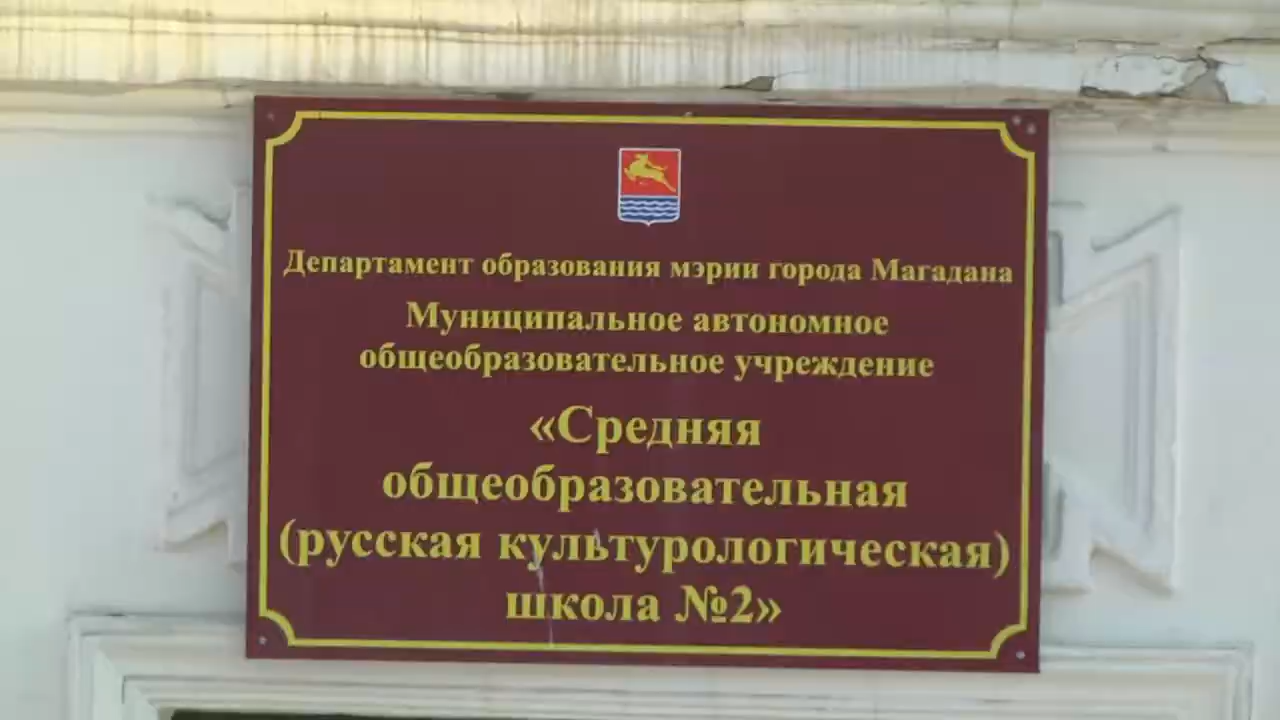 Департамент образования мэрии города Магадана
Муниципальное автономное
общеобразовательное учреждение
«Средняя
общеобразовательная
(русская культурологическая)
школа №2»